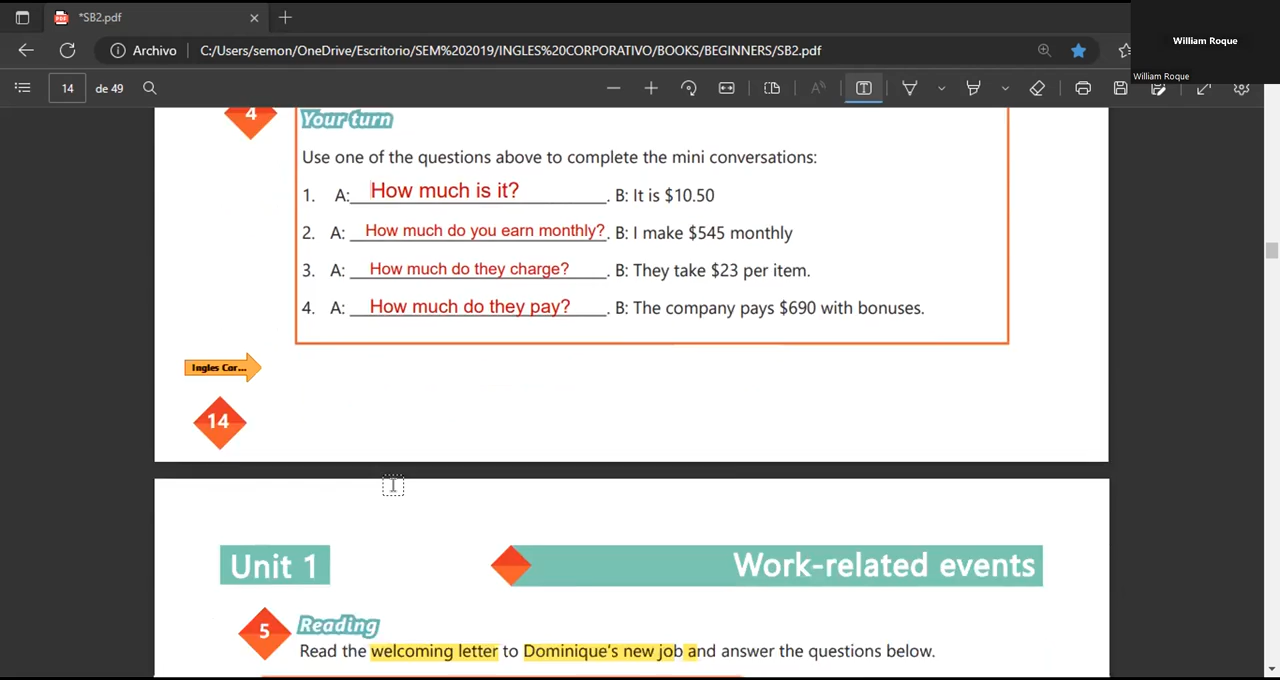 *SB2.pdf
William Roque
Archivo C:/Users/semon/OneDrive/Escritorio/SEM%202019/INGLES%20CORPORATIVO/BOOKS/BEGINNERS/SB2.pdf
William Roque
14 de 49
4 Your turn
Use one of the questions above to complete the mini conversations:
1. A: How much is it? . B: It is $10.50
2. A: How much do you earn monthly? . B: I make $545 monthly
3. A: How much do they charge? . B: They take $23 per item.
4. A: How much do they pay? . B: The company pays $690 with bonuses.
Ingles Cor...
14
Unit 1 Work-related events
5 Reading
Read the welcoming letter to Dominique's new job and answer the questions below.